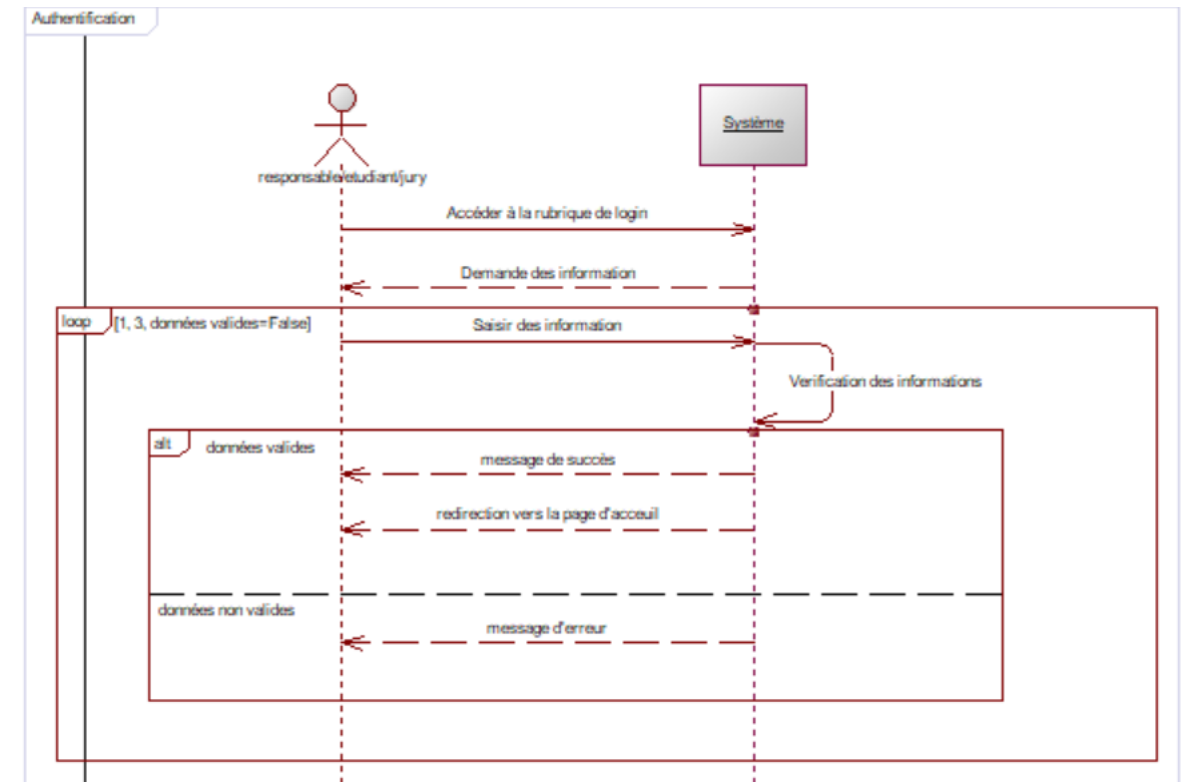 Authentification
Système
responsable/etudiant/jury
Accéder à la rubrique de login
Demande des information
loop [1, 3, données valides=False]
Saisir des information
Verification des informations
alt données valides
message de succès
redirection vers la page d'acceuil
données non valides
message d'erreur